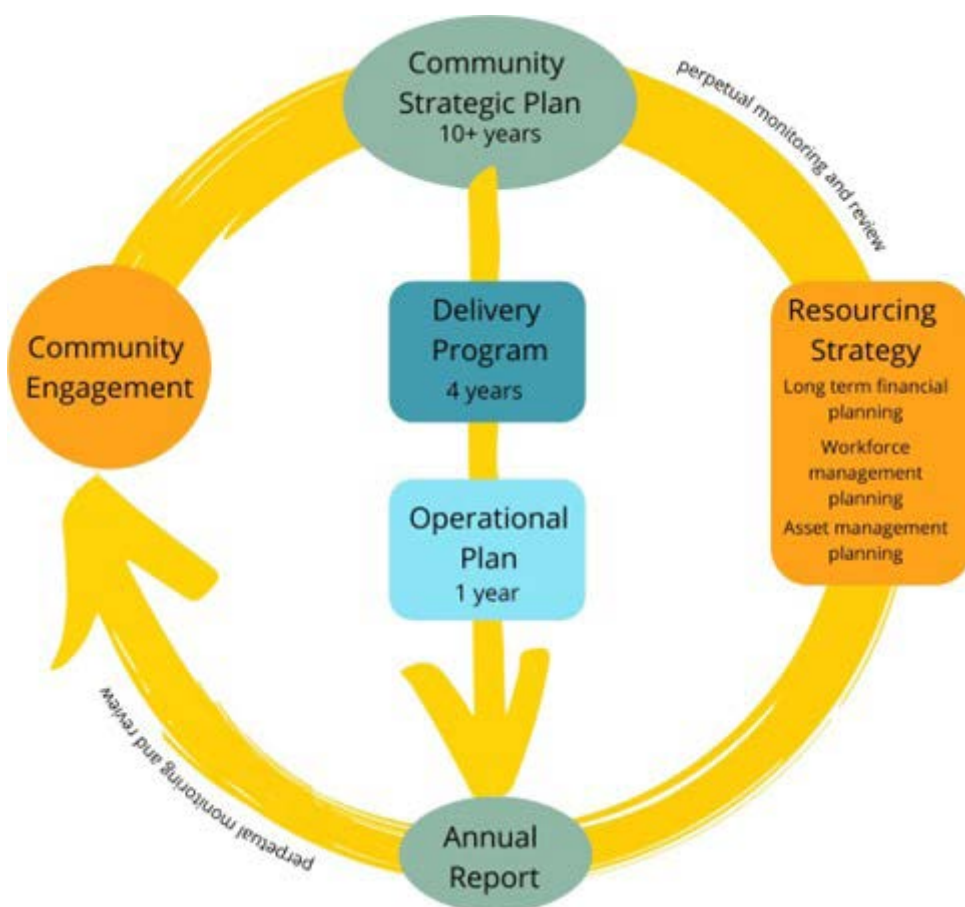 Community
Strategic Plan
10+ years
perpetual monitoring and review
Delivery
Program
4 years
Resourcing
Strategy
Long term financial
planning
Workforce
management
planning
Asset management
planning
Community
Engagement
Operational
Plan
1 year
perpetual monitoring and review
Annual
Report